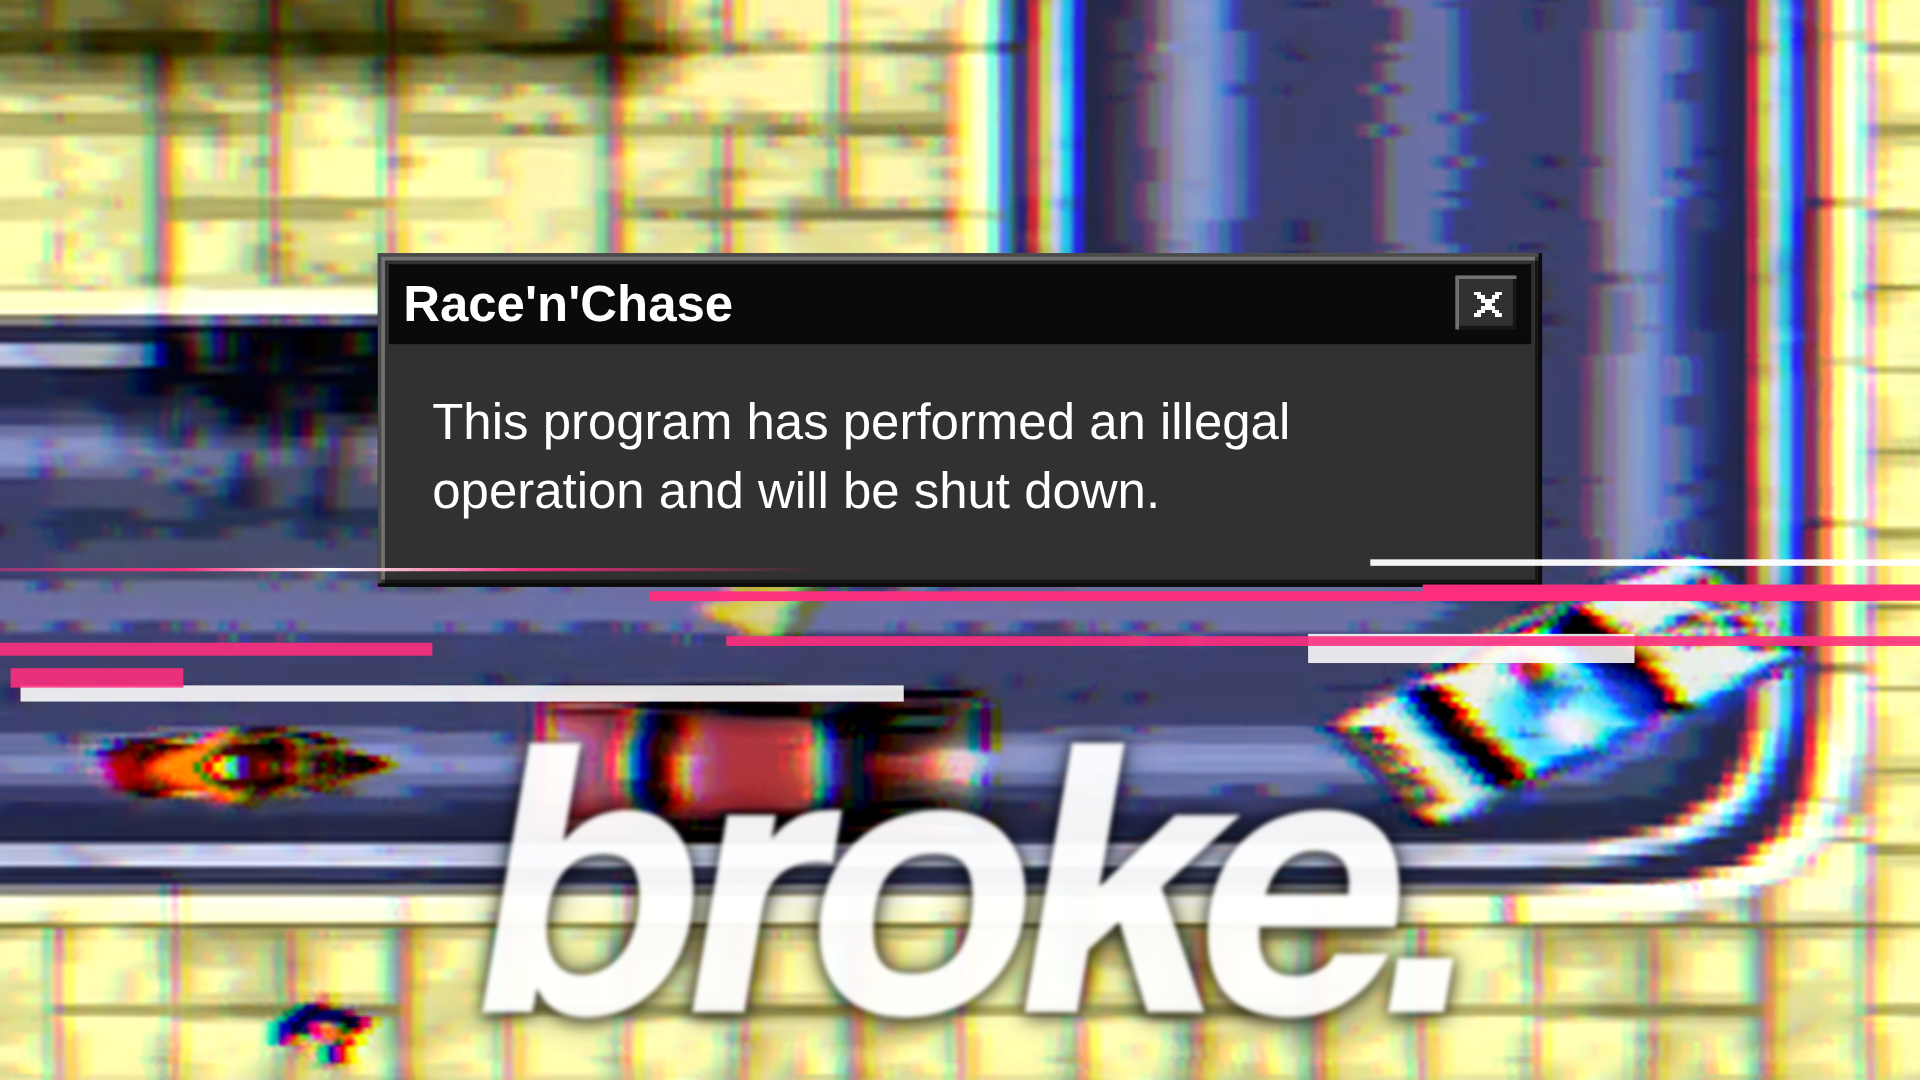 Race'n'Chase
This program has performed an illegal
operation and will be shut down.
broke.